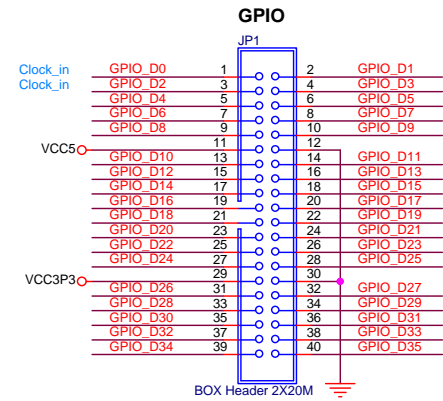 GPIO
JP1
Clock_in GPIO_D0 1 2 GPIO_D1
Clock_in GPIO_D2 3 4 GPIO_D3
GPIO_D4 5 6 GPIO_D5
GPIO_D6 7 8 GPIO_D7
GPIO_D8 9 10 GPIO_D9
VCC5 11 12
GPIO_D10 13 14 GPIO_D11
GPIO_D12 15 16 GPIO_D13
GPIO_D14 17 18 GPIO_D15
GPIO_D16 19 20 GPIO_D17
GPIO_D18 21 22 GPIO_D19
GPIO_D20 23 24 GPIO_D21
GPIO_D22 25 26 GPIO_D23
GPIO_D24 27 28 GPIO_D25
VCC3P3 29 30
GPIO_D26 31 32 GPIO_D27
GPIO_D28 33 34 GPIO_D29
GPIO_D30 35 36 GPIO_D31
GPIO_D32 37 38 GPIO_D33
GPIO_D34 39 40 GPIO_D35
BOX Header 2X20M